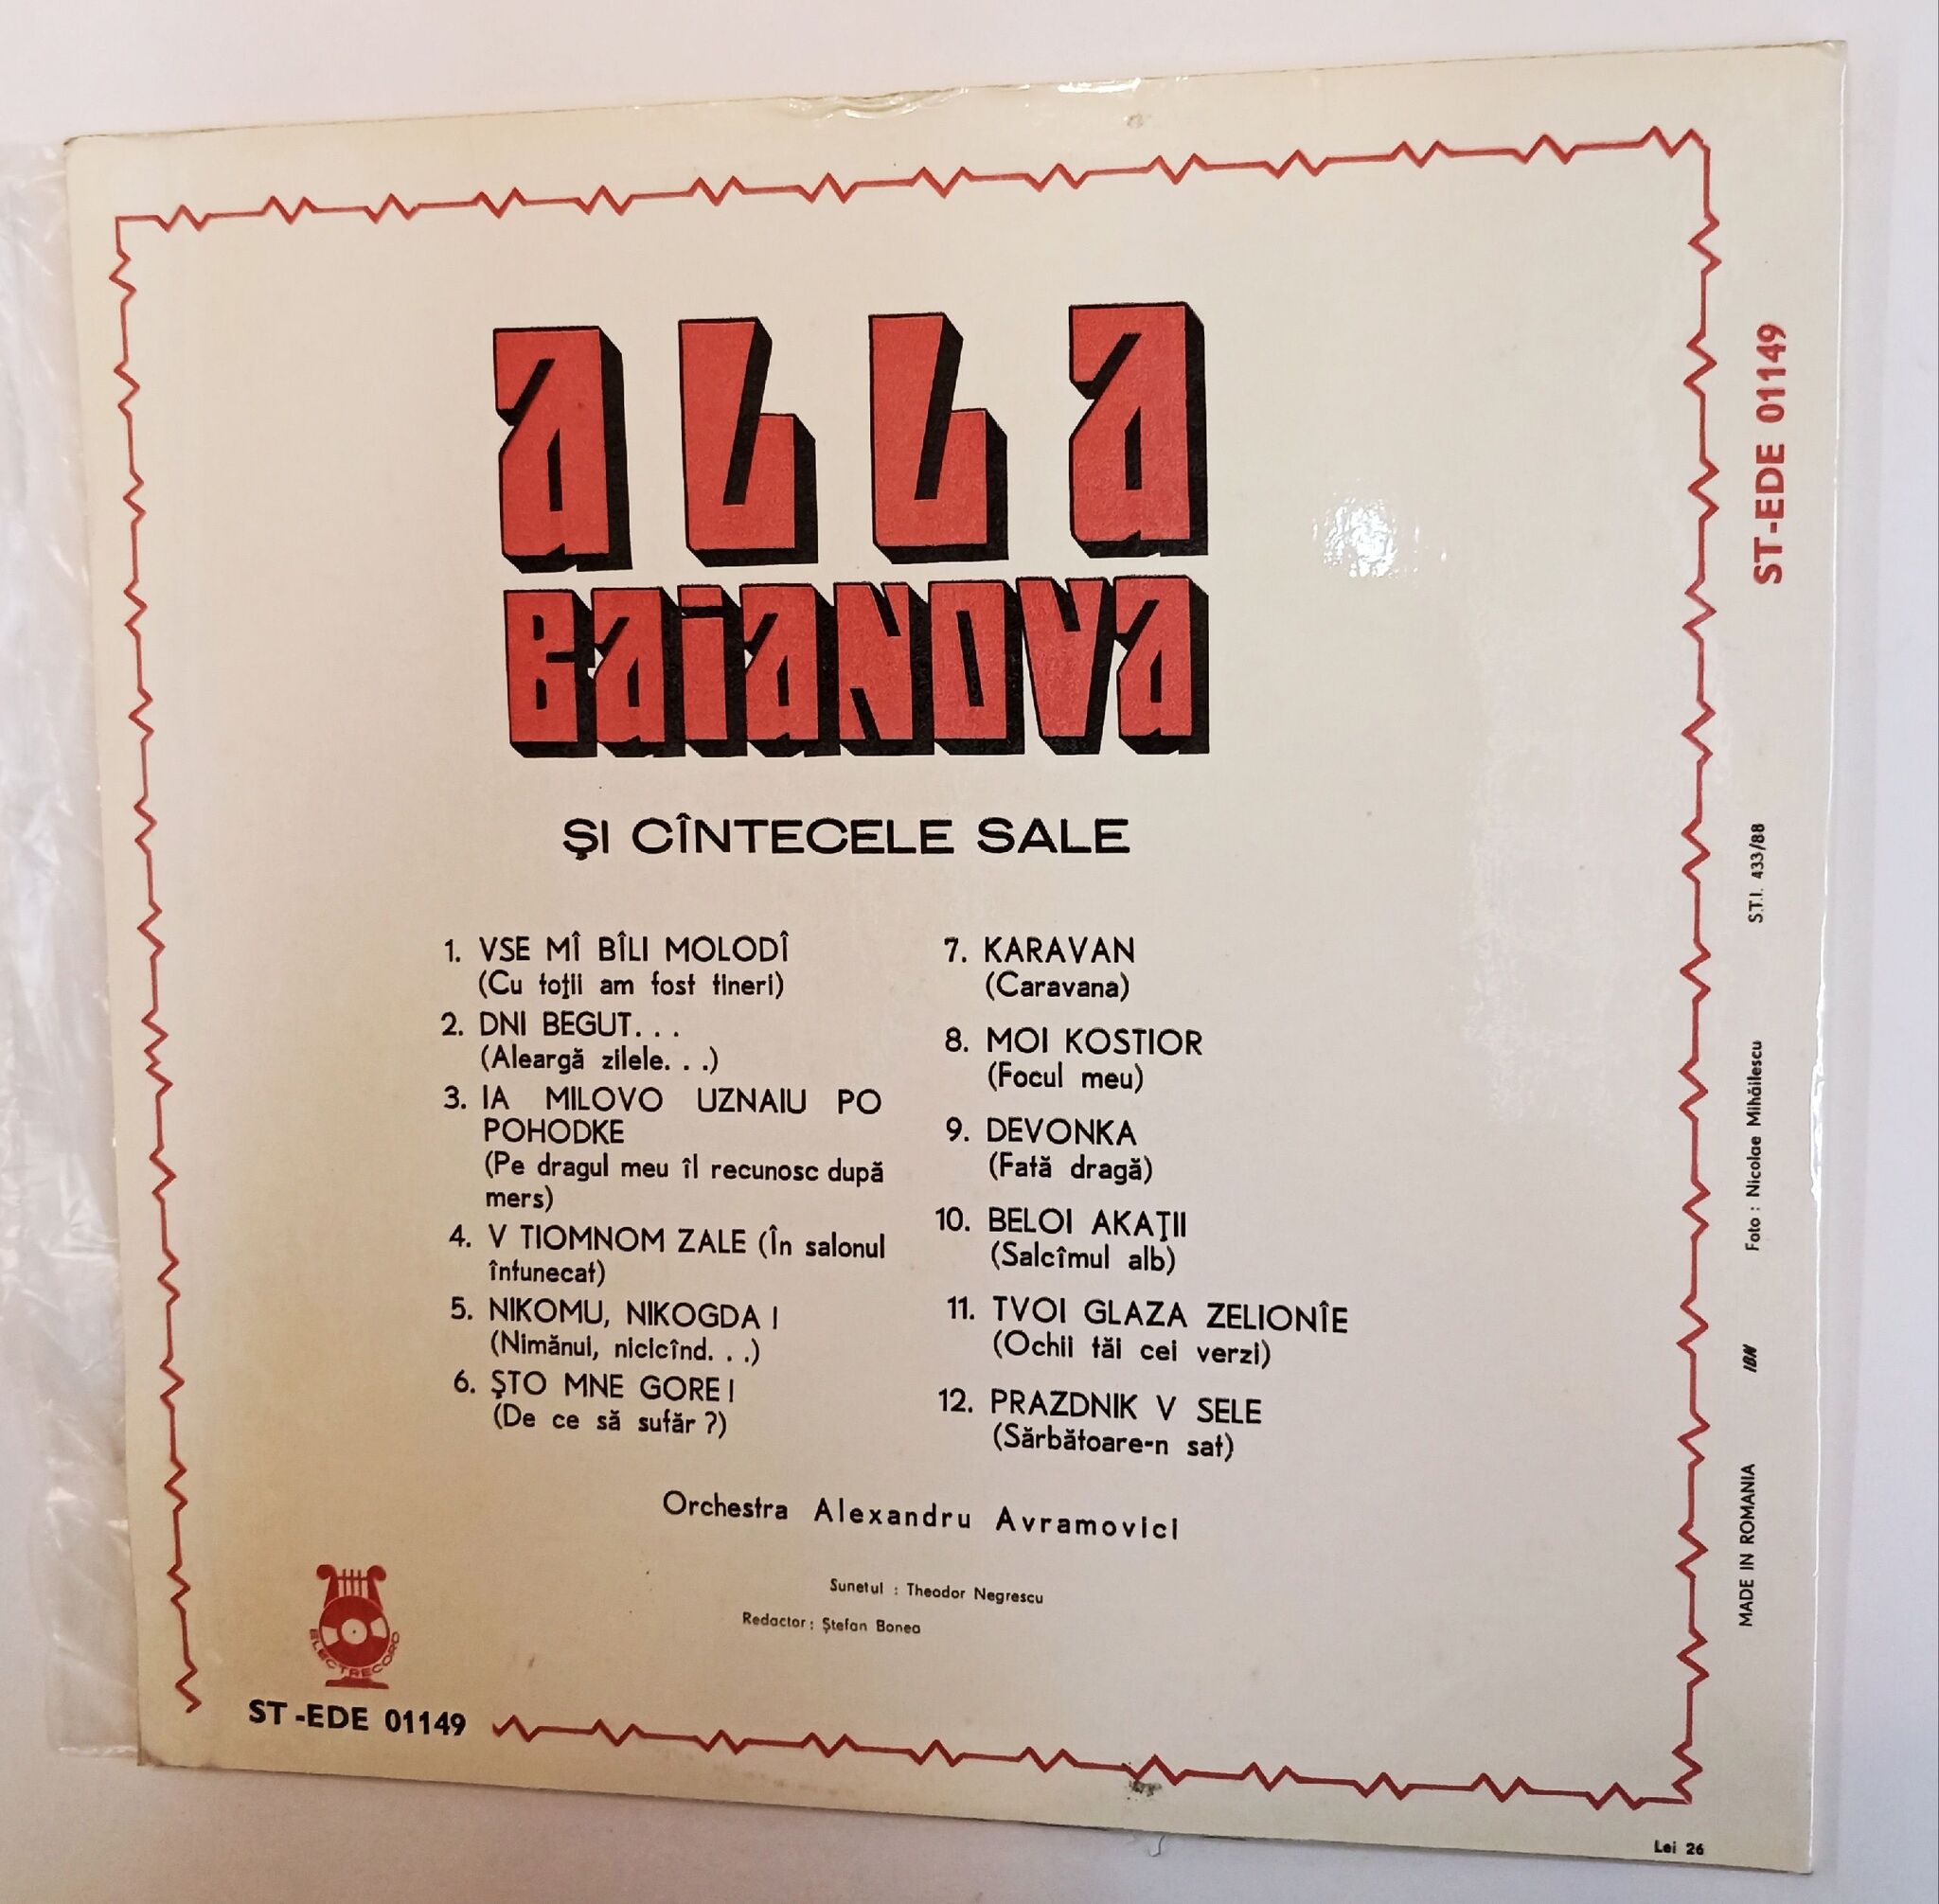 ALLA
BAIANOVA
ŞI CÎNTECELE SALE
1. VSE MÎ BÎLI MOLODÎ
(Cu toţii am fost tineri)
2. DNI BEGUT. . .
(Aleargă zilele. . .)
3. IA MILOVO UZNAIU PO
POHODKE
(Pe dragul meu îl recunosc după
mers)
4. V TIOMNOM ZALE (În salonul
întunecat)
5. NIKOMU, NIKOGDA !
(Nimănui, nicicînd. . .)
6. ŞTO MNE GORE !
(De ce să sufăr ?)
7. KARAVAN
(Caravana)
8. MOI KOSTIOR
(Focul meu)
9. DEVONKA
(Fată dragă)
10. BELOI AKAŢII
(Salcîmul alb)
11. TVOI GLAZA ZELIONÎE
(Ochii tăi cei verzi)
12. PRAZDNIK V SELE
(Sărbătoare-n sat)
Orchestra Alexandru Avramovici
Sunetul : Theodor Negrescu
Redactor : Ştefan Bonea
ELECTRECORD
ST -EDE 01149
ST-EDE 01149
S.T.I. 433/88
Foto : Nicolae Mihăilescu
IBN
MADE IN ROMANIA
Lei 26